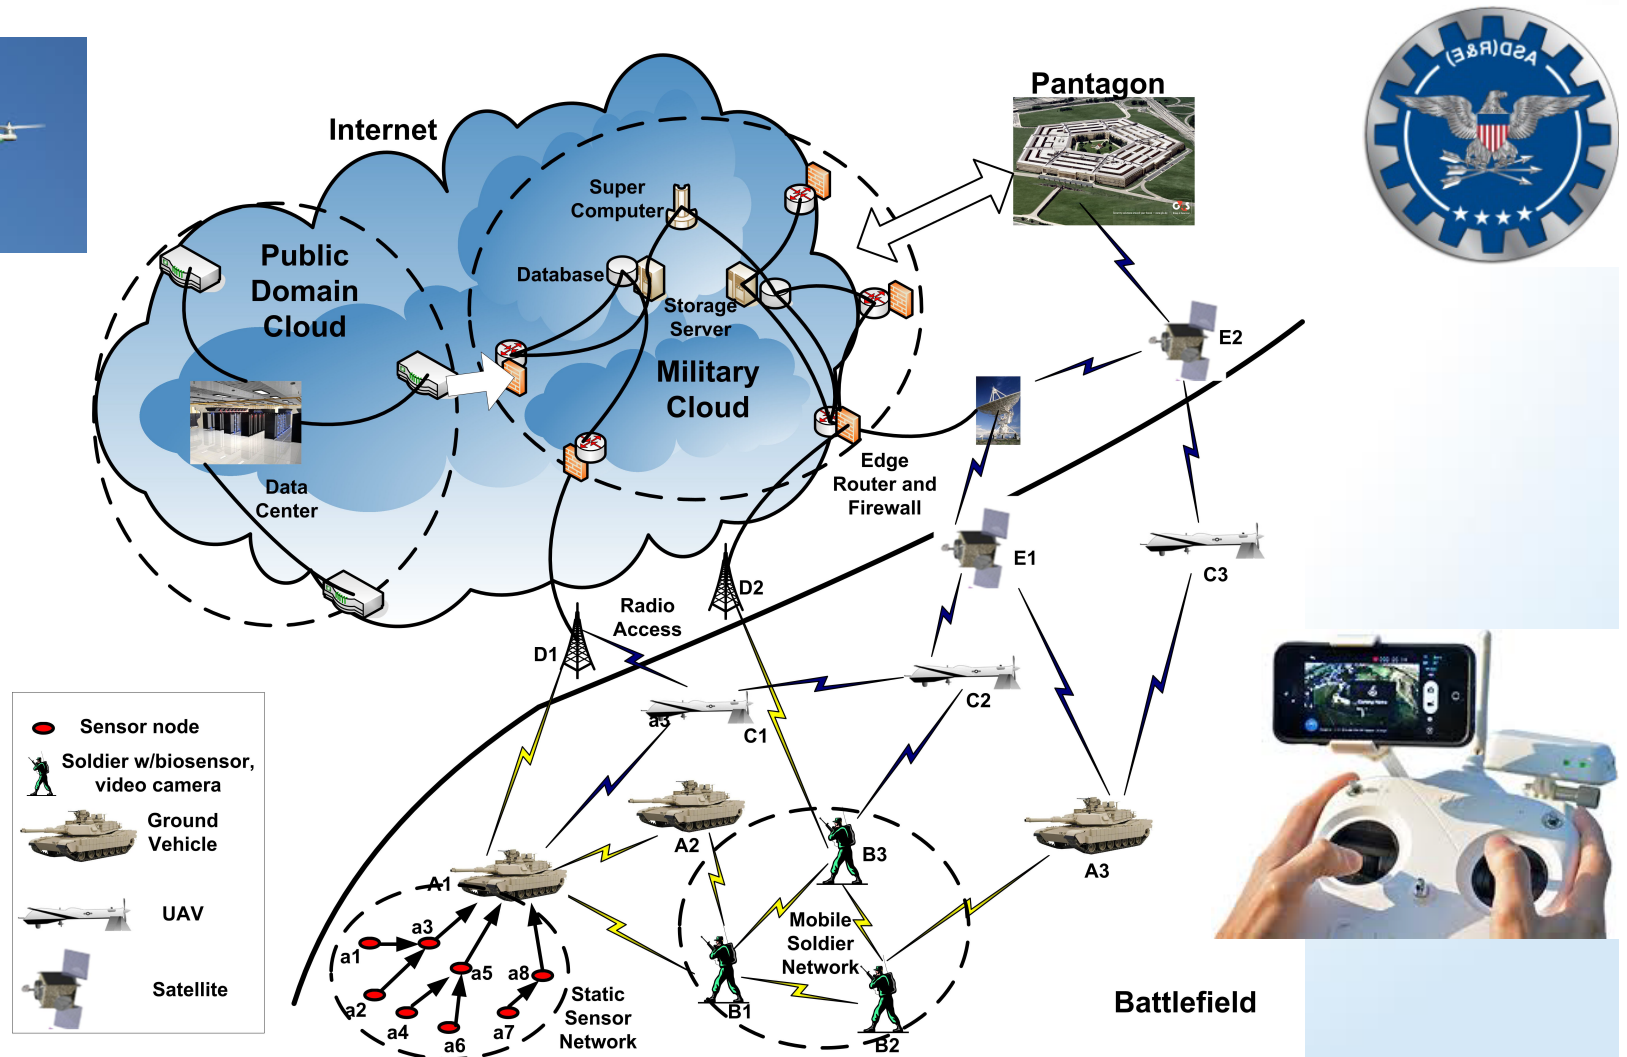 ASD(R&E)
Pantagon
Internet
Super
Computer
Public
Domain
Cloud
Database
Storage
Server
G4S
E2
Military
Cloud
Data
Center
Edge
Router and
Firewall
E1
C3
D2
Radio
Access
D1
C2
a3
C1
Sensor node
Soldier w/biosensor,
video camera
Ground
Vehicle
UAV
Satellite
A2
B3
A3
A1
a3
a1
a5
a8
a2
a4
a6
a7
Static
Sensor
Network
Mobile
Soldier
Network
B1
B2
Battlefield